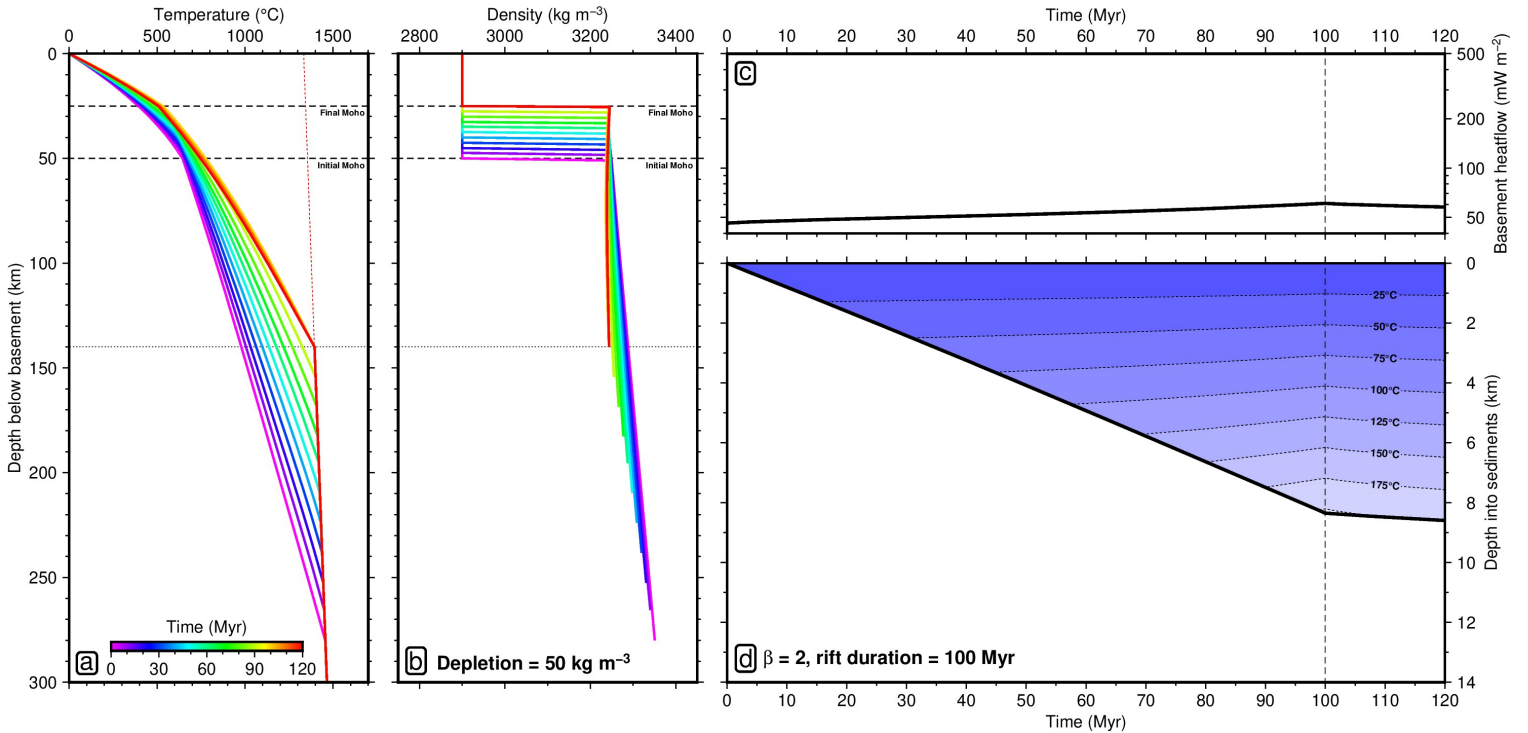 Temperature (°C)
0 500 1000 1500
Depth below basement (km)
0
50
100
150
200
250
300
Final Moho
Initial Moho
Time (Myr)
0 30 60 90 120
a
Density (kg m⁻³)
2800 3000 3200 3400
Final Moho
Initial Moho
b
Depletion = 50 kg m⁻³
Time (Myr)
0 10 20 30 40 50 60 70 80 90 100 110 120
c
500
200
100
50
Basement heatflow (mW m⁻²)
25°C
50°C
75°C
100°C
125°C
150°C
175°C
0
2
4
6
8
10
12
14
Depth into sediments (km)
d
β = 2, rift duration = 100 Myr
0 10 20 30 40 50 60 70 80 90 100 110 120
Time (Myr)